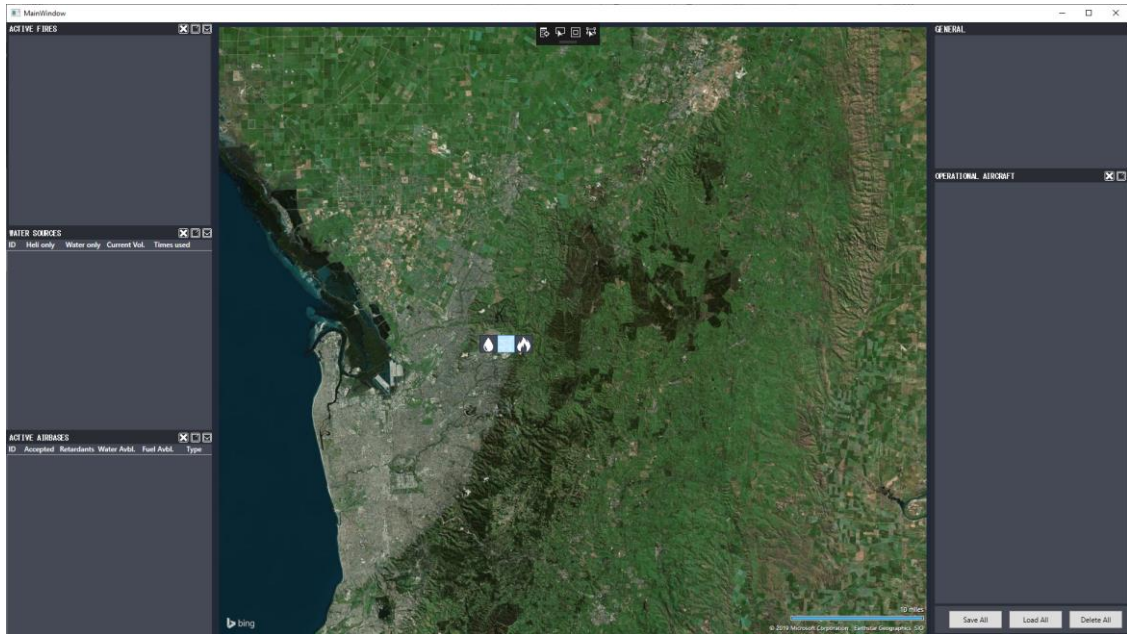 MainWindow
ACTIVE FIRES
WATER SOURCES
ID Heli only Water only Current Vol. Times used
ACTIVE AIRBASES
ID Accepted Retardants Water Avbl. Fuel Avbl. Type
bing
10 miles
© 2019 Microsoft Corporation Earthstar Geographics SIO
GENERAL
OPERATIONAL AIRCRAFT
Save All Load All Delete All